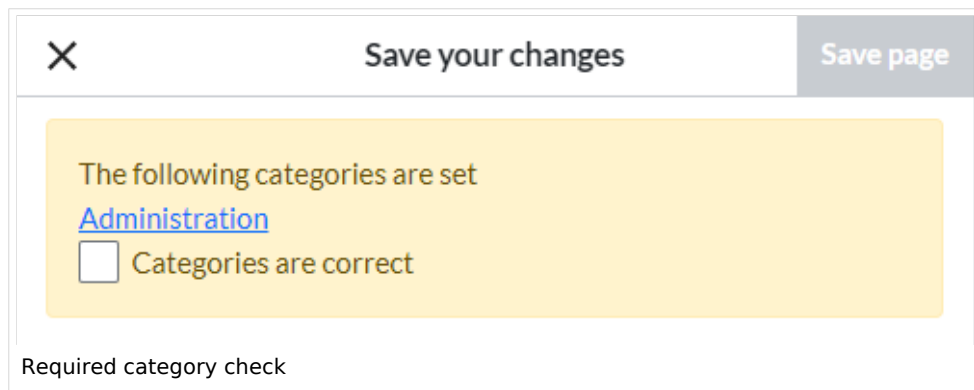 Save your changes
Save page
The following categories are set
Administration
Categories are correct
Required category check